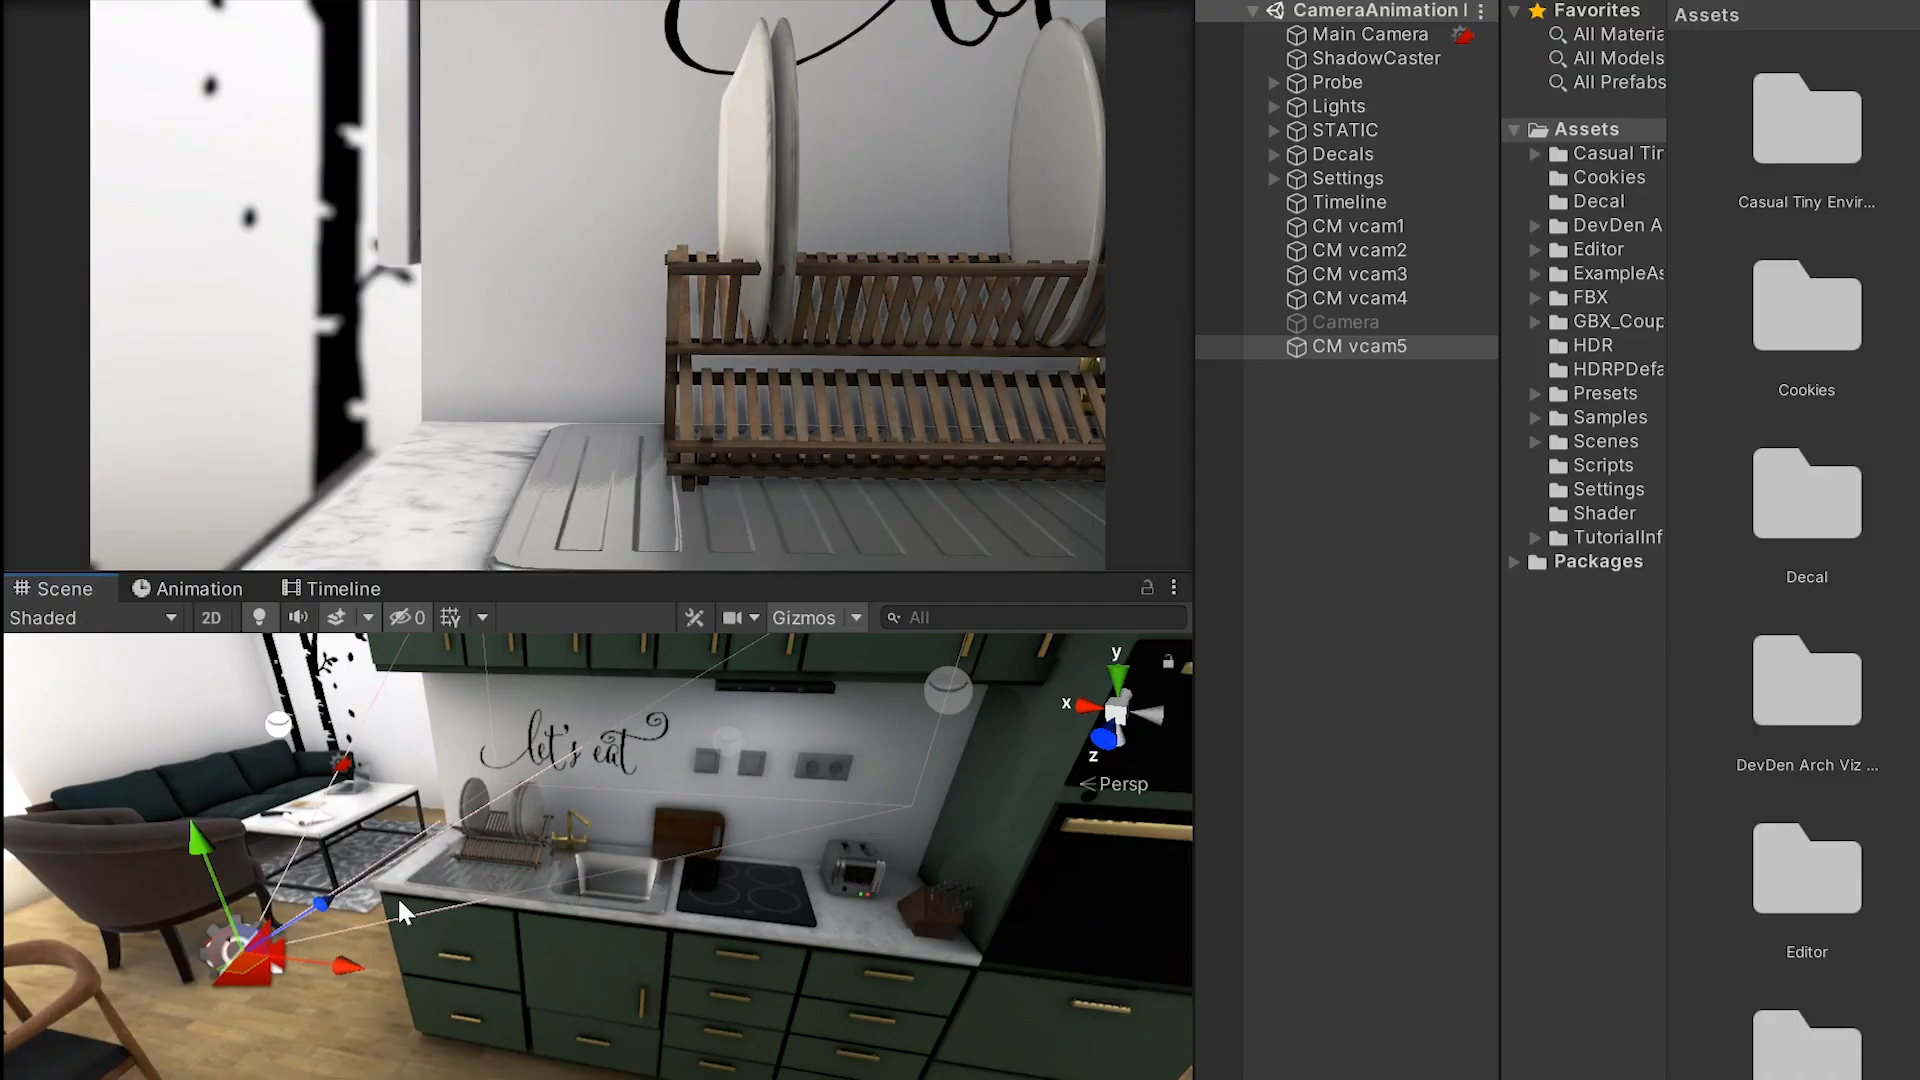 CameraAnimation
Main Camera
ShadowCaster
Probe
Lights
STATIC
Decals
Settings
Timeline
CM vcam1
CM vcam2
CM vcam3
CM vcam4
Camera
CM vcam5
Favorites
All Materia
All Models
All Prefabs
Assets
Casual Tir
Cookies
Decal
DevDen A
Editor
ExampleAs
FBX
GBX_Coup
HDR
HDRPDefa
Presets
Samples
Scenes
Scripts
Settings
Shader
TutorialInf
Packages
Assets
Casual Tiny Envir...
Cookies
Decal
DevDen Arch Viz ...
Editor
Scene Animation Timeline
Shaded 2D 0 Gizmos All
let's eat
y
x
z
Persp